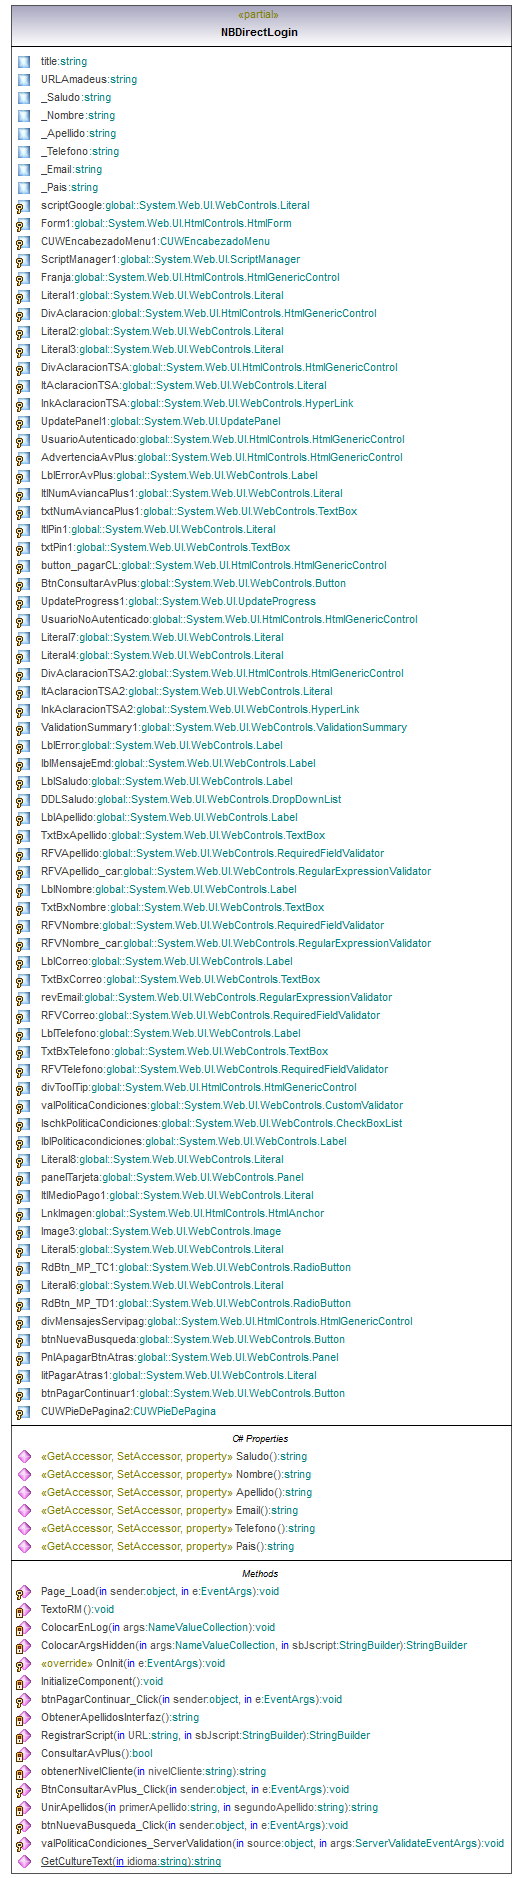 «partial»
NBDirectLogin
title:string
URLAmadeus:string
_Saludo:string
_Nombre:string
_Apellido:string
_Telefono:string
_Email:string
_Pais:string
scriptGoogle:global::System.Web.UI.WebControls.Literal
Form1:global::System.Web.UI.HtmlControls.HtmlForm
CUWEncabezadoMenu1:CUWEncabezadoMenu
ScriptManager1:global::System.Web.UI.ScriptManager
Franja:global::System.Web.UI.HtmlControls.HtmlGenericControl
Literal1:global::System.Web.UI.WebControls.Literal
DivAclaracion:global::System.Web.UI.HtmlControls.HtmlGenericControl
Literal2:global::System.Web.UI.WebControls.Literal
Literal3:global::System.Web.UI.WebControls.Literal
DivAclaracionTSA:global::System.Web.UI.HtmlControls.HtmlGenericControl
ltAclaracionTSA:global::System.Web.UI.WebControls.Literal
lnkAclaracionTSA:global::System.Web.UI.WebControls.HyperLink
UpdatePanel1:global::System.Web.UI.UpdatePanel
UsuarioAutenticado:global::System.Web.UI.HtmlControls.HtmlGenericControl
AdvertenciaAvPlus:global::System.Web.UI.HtmlControls.HtmlGenericControl
LblErrorAvPlus:global::System.Web.UI.WebControls.Label
ltlNumAviancaPlus1:global::System.Web.UI.WebControls.Literal
txtNumAviancaPlus1:global::System.Web.UI.WebControls.TextBox
ltlPin1:global::System.Web.UI.WebControls.Literal
txtPin1:global::System.Web.UI.WebControls.TextBox
button_pagarCL:global::System.Web.UI.HtmlControls.HtmlGenericControl
BtnConsultarAvPlus:global::System.Web.UI.WebControls.Button
UpdateProgress1:global::System.Web.UI.UpdateProgress
UsuarioNoAutenticado:global::System.Web.UI.HtmlControls.HtmlGenericControl
Literal7:global::System.Web.UI.WebControls.Literal
Literal4:global::System.Web.UI.WebControls.Literal
DivAclaracionTSA2:global::System.Web.UI.HtmlControls.HtmlGenericControl
ltAclaracionTSA2:global::System.Web.UI.WebControls.Literal
lnkAclaracionTSA2:global::System.Web.UI.WebControls.HyperLink
ValidationSummary1:global::System.Web.UI.WebControls.ValidationSummary
LblError:global::System.Web.UI.WebControls.Label
lblMensajeEmd:global::System.Web.UI.WebControls.Label
LblSaludo:global::System.Web.UI.WebControls.Label
DDLSaludo:global::System.Web.UI.WebControls.DropDownList
LblApellido:global::System.Web.UI.WebControls.Label
TxtBxApellido:global::System.Web.UI.WebControls.TextBox
RFVApellido:global::System.Web.UI.WebControls.RequiredFieldValidator
RFVApellido_car:global::System.Web.UI.WebControls.RegularExpressionValidator
LblNombre:global::System.Web.UI.WebControls.Label
TxtBxNombre:global::System.Web.UI.WebControls.TextBox
RFVNombre:global::System.Web.UI.WebControls.RequiredFieldValidator
RFVNombre_car:global::System.Web.UI.WebControls.RegularExpressionValidator
LblCorreo:global::System.Web.UI.WebControls.Label
TxtBxCorreo:global::System.Web.UI.WebControls.TextBox
revEmail:global::System.Web.UI.WebControls.RegularExpressionValidator
RFVCorreo:global::System.Web.UI.WebControls.RequiredFieldValidator
LblTelefono:global::System.Web.UI.WebControls.Label
TxtBxTelefono:global::System.Web.UI.WebControls.TextBox
RFVTelefono:global::System.Web.UI.WebControls.RequiredFieldValidator
divToolTip:global::System.Web.UI.HtmlControls.HtmlGenericControl
valPoliticaCondiciones:global::System.Web.UI.WebControls.CustomValidator
lschkPoliticaCondiciones:global::System.Web.UI.WebControls.CheckBoxList
lblPoliticacondiciones:global::System.Web.UI.WebControls.Label
Literal8:global::System.Web.UI.WebControls.Literal
panelTarjeta:global::System.Web.UI.WebControls.Panel
ltlMedioPago1:global::System.Web.UI.WebControls.Literal
LnkImagen:global::System.Web.UI.HtmlControls.HtmlAnchor
Image3:global::System.Web.UI.WebControls.Image
Literal5:global::System.Web.UI.WebControls.Literal
RdBtn_MP_TC1:global::System.Web.UI.WebControls.RadioButton
Literal6:global::System.Web.UI.WebControls.Literal
RdBtn_MP_TD1:global::System.Web.UI.WebControls.RadioButton
divMensajesServipag:global::System.Web.UI.HtmlControls.HtmlGenericControl
btnNuevaBusqueda:global::System.Web.UI.WebControls.Button
PnlApagarBtnAtras:global::System.Web.UI.WebControls.Panel
litPagarAtras1:global::System.Web.UI.WebControls.Literal
btnPagarContinuar1:global::System.Web.UI.WebControls.Button
CUWPieDePagina2:CUWPieDePagina
C# Properties
«GetAccessor, SetAccessor, property» Saludo():string
«GetAccessor, SetAccessor, property» Nombre():string
«GetAccessor, SetAccessor, property» Apellido():string
«GetAccessor, SetAccessor, property» Email():string
«GetAccessor, SetAccessor, property» Telefono():string
«GetAccessor, SetAccessor, property» Pais():string
Methods
Page_Load(in sender:object, in e:EventArgs):void
TextoRM():void
ColocarEnLog(in args:NameValueCollection):void
ColocarArgsHidden(in args:NameValueCollection, in sbJscript:StringBuilder):StringBuilder
«override» OnInit(in e:EventArgs):void
InitializeComponent():void
btnPagarContinuar_Click(in sender:object, in e:EventArgs):void
ObtenerApellidosInterfaz():string
RegistrarScript(in URL:string, in sbJscript:StringBuilder):StringBuilder
ConsultarAvPlus():bool
obtenerNivelCliente(in nivelCliente:string):string
BtnConsultarAvPlus_Click(in sender:object, in e:EventArgs):void
UnirApellidos(in primerApellido:string, in segundoApellido:string):string
btnNuevaBusqueda_Click(in sender:object, in e:EventArgs):void
valPoliticaCondiciones_ServerValidation(in source:object, in args:ServerValidateEventArgs):void
GetCultureText(in idioma:string):string